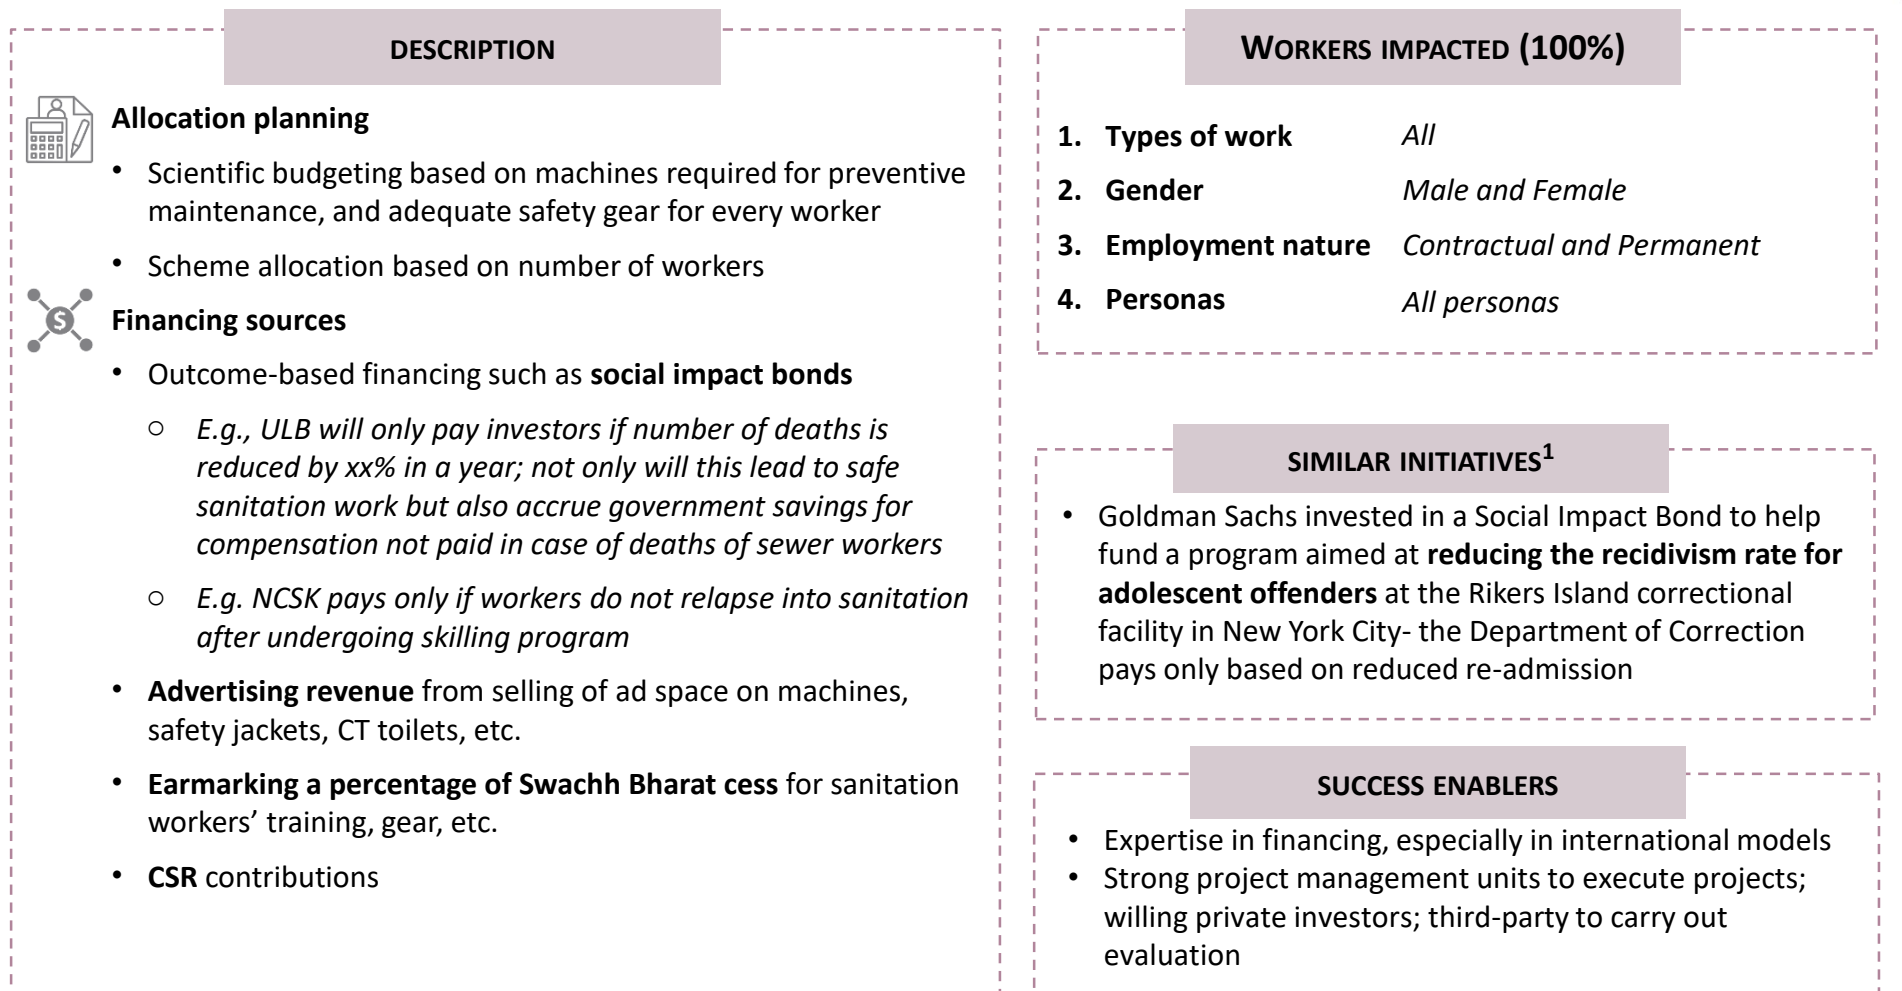 DESCRIPTION
Allocation planning
• Scientific budgeting based on machines required for preventive
maintenance, and adequate safety gear for every worker
• Scheme allocation based on number of workers
$
Financing sources
• Outcome-based financing such as social impact bonds
○ E.g., ULB will only pay investors if number of deaths is
reduced by xx% in a year; not only will this lead to safe
sanitation work but also accrue government savings for
compensation not paid in case of deaths of sewer workers
○ E.g. NCSK pays only if workers do not relapse into sanitation
after undergoing skilling program
• Advertising revenue from selling of ad space on machines,
safety jackets, CT toilets, etc.
• Earmarking a percentage of Swachh Bharat cess for sanitation
workers’ training, gear, etc.
• CSR contributions
WORKERS IMPACTED (100%)
1. Types of work All
2. Gender Male and Female
3. Employment nature Contractual and Permanent
4. Personas All personas
SIMILAR INITIATIVES1
• Goldman Sachs invested in a Social Impact Bond to help
fund a program aimed at reducing the recidivism rate for
adolescent offenders at the Rikers Island correctional
facility in New York City- the Department of Correction
pays only based on reduced re-admission
SUCCESS ENABLERS
• Expertise in financing, especially in international models
• Strong project management units to execute projects;
willing private investors; third-party to carry out
evaluation